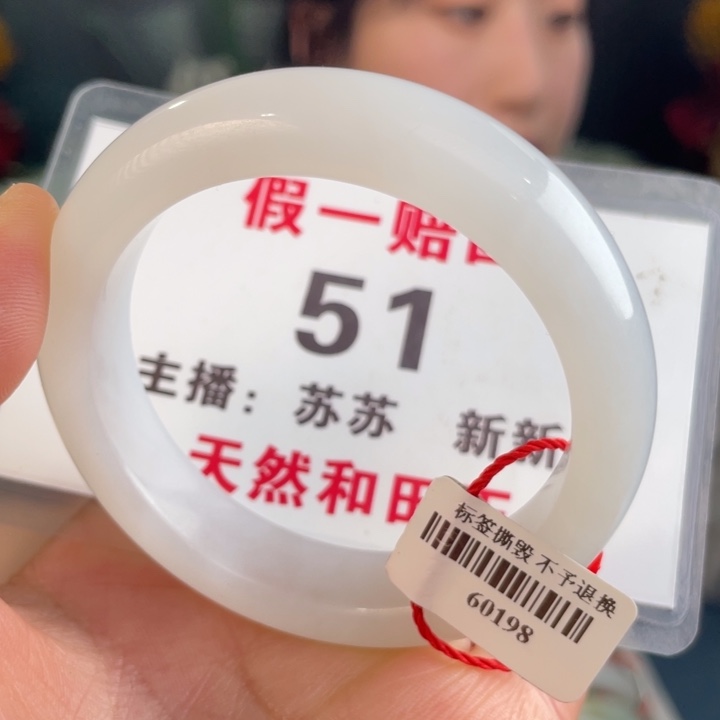 假一赔
51
主播：苏苏 新新
天然和田
标签撕毁 不予退换
60198